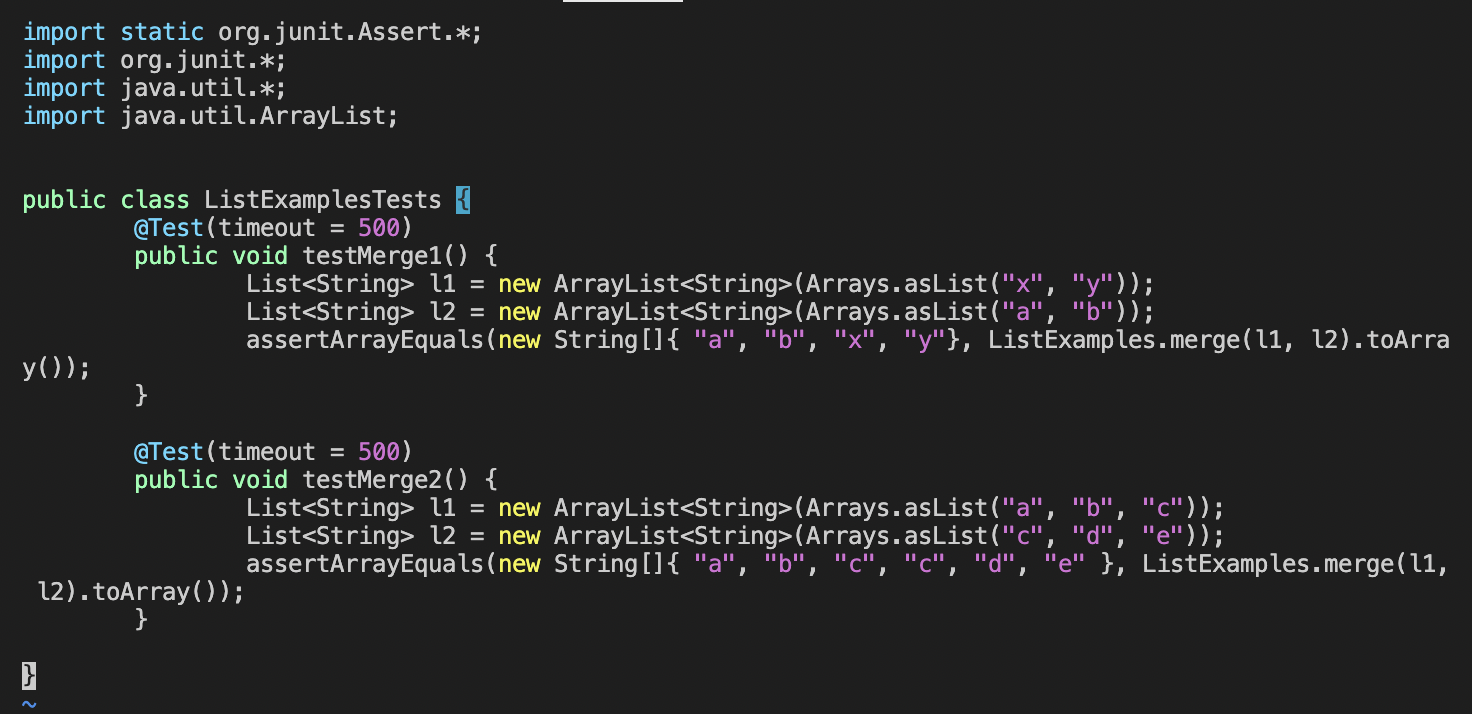 import static org.junit.Assert.*;
import org.junit.*;
import java.util.*;
import java.util.ArrayList;
public class ListExamplesTests {
        @Test(timeout = 500)
        public void testMerge1() {
                List<String> l1 = new ArrayList<String>(Arrays.asList("x", "y"));
                List<String> l2 = new ArrayList<String>(Arrays.asList("a", "b"));
                assertArrayEquals(new String[]{ "a", "b", "x", "y"}, ListExamples.merge(l1, l2).toArra
y());
        }
        @Test(timeout = 500)
        public void testMerge2() {
                List<String> l1 = new ArrayList<String>(Arrays.asList("a", "b", "c"));
                List<String> l2 = new ArrayList<String>(Arrays.asList("c", "d", "e"));
                assertArrayEquals(new String[]{ "a", "b", "c", "c", "d", "e" }, ListExamples.merge(l1,
 l2).toArray());
        }
}
~